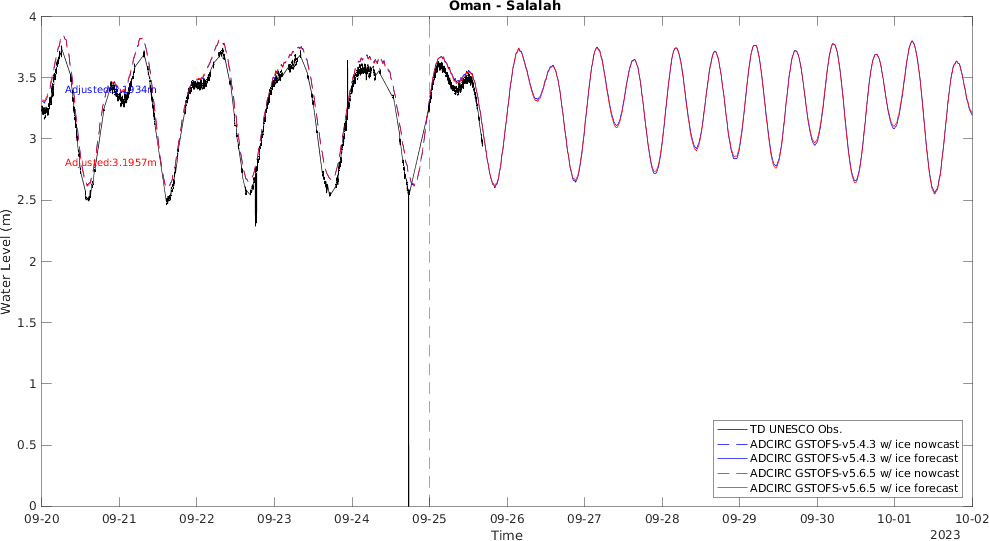 Oman - Salalah
4
3.5
3
2.5
2
1.5
1
0.5
0
Water Level (m)
Adjusted:3.1934m
Adjusted:3.1957m
TD UNESCO Obs.
ADCIRC GSTOFS-v5.4.3 w/ ice nowcast
ADCIRC GSTOFS-v5.4.3 w/ ice forecast
ADCIRC GSTOFS-v5.6.5 w/ ice nowcast
ADCIRC GSTOFS-v5.6.5 w/ ice forecast
09-20 09-21 09-22 09-23 09-24 09-25 09-26 09-27 09-28 09-29 09-30 10-01 10-02
Time
2023